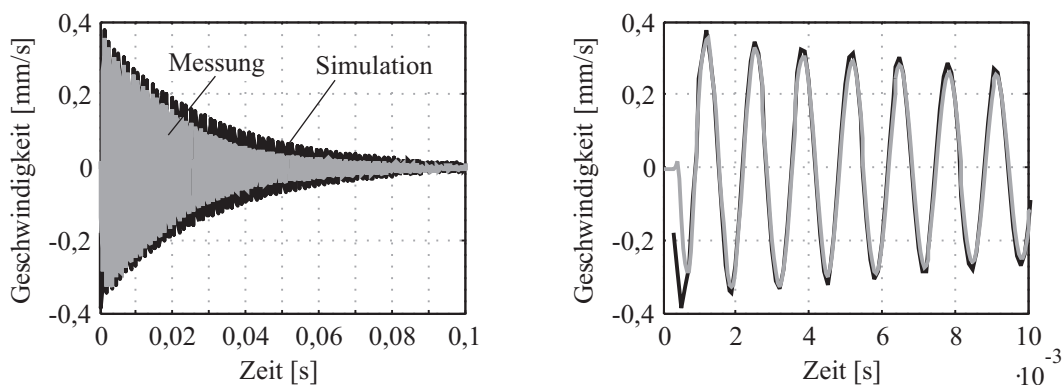 0,4
0,2
0
-0,2
-0,4
Geschwindigkeit [mm/s]
Messung
Simulation
0 0,02 0,04 0,06 0,08 0,1
Zeit [s]
0,4
0,2
0
-0,2
-0,4
Geschwindigkeit [mm/s]
0 2 4 6 8 10
Zeit [s]
·10⁻³